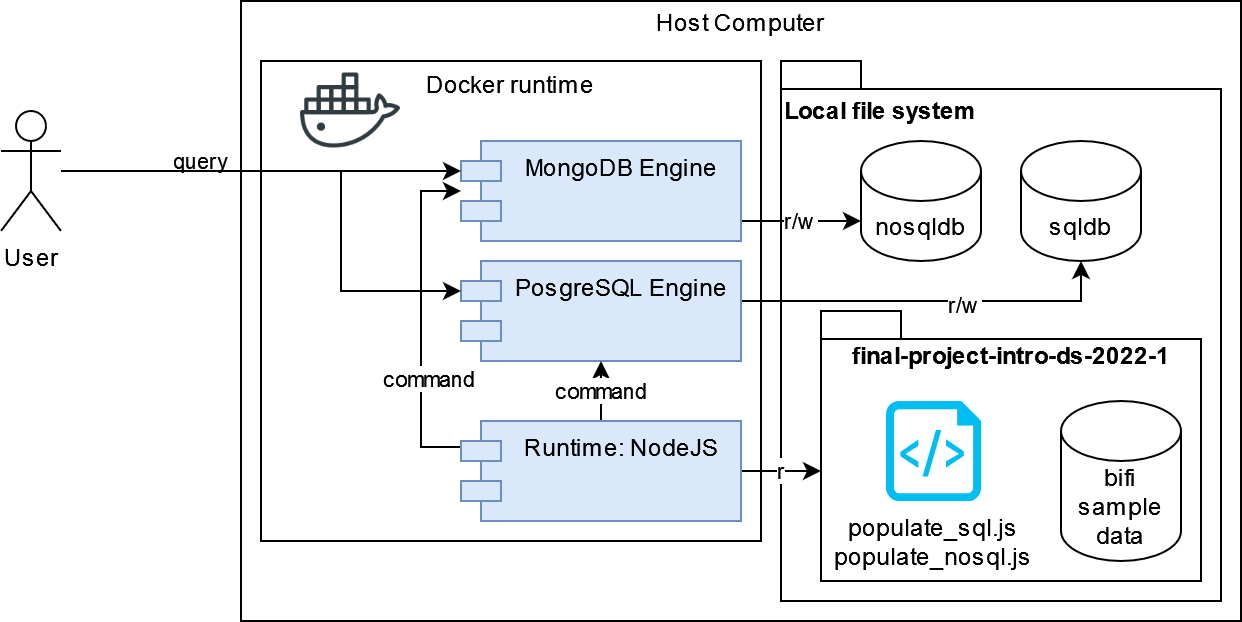 Host Computer
Docker runtime
Local file system
query
MongoDB Engine
r/w
nosqldb
sqldb
User
PosgreSQL Engine
r/w
final-project-intro-ds-2022-1
command
command
Runtime: NodeJS
r
</>
populate_sql.js
populate_nosql.js
bifi
sample
data